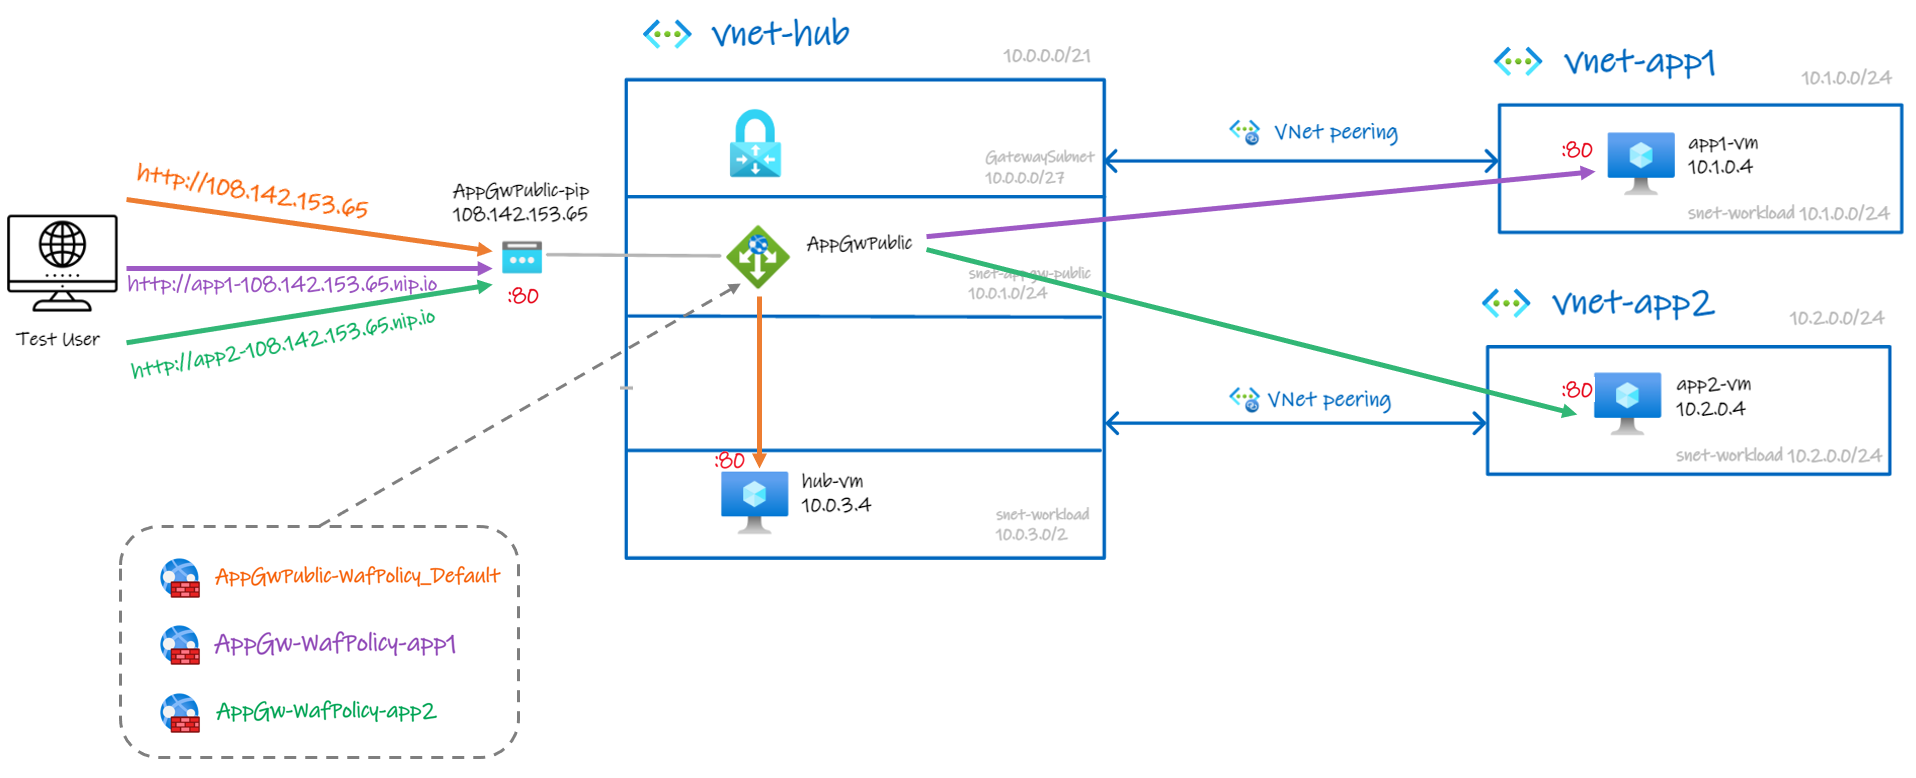 vnet-hub
10.0.0.0/21
vnet-app1
10.1.0.0/24
VNet peering
:80
app1-vm
10.1.0.4
GatewaySubnet
10.0.0.0/27
snet-workload 10.1.0.0/24
http://108.142.153.65
AppGwPublic-pip
108.142.153.65
AppGwPublic
snet-appgw-public
10.0.1.0/24
http://app1-108.142.153.65.nip.io
:80
http://app2-108.142.153.65.nip.io
Test User
vnet-app2
10.2.0.0/24
VNet peering
:80
app2-vm
10.2.0.4
snet-workload 10.2.0.0/24
:80
hub-vm
10.0.3.4
snet-workload
10.0.3.0/2
AppGwPublic-WafPolicy_Default
AppGw-WafPolicy-app1
AppGw-WafPolicy-app2